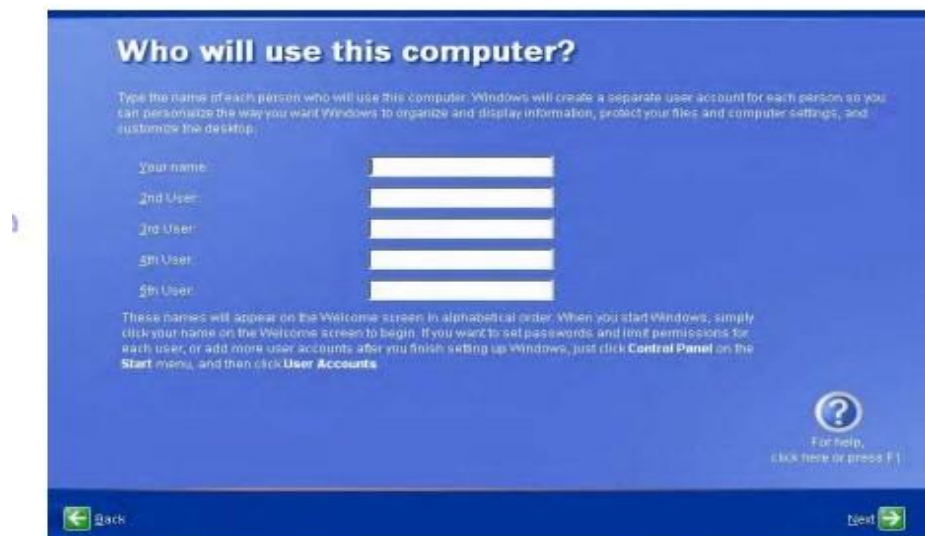 Who will use this computer?
Type the name of each person who will use this computer. Windows will create a separate user account for each person so you
can personalize the way you want Windows to organize and display information, protect your files and computer settings, and
customize the desktop.
Your name:
2nd User:
3rd User:
4th User:
5th User:
These names will appear on the Welcome screen in alphabetical order. When you start Windows, simply
click your name on the Welcome screen to begin. If you want to set passwords and limit permissions for
each user, or add more user accounts after you finish setting up Windows, just click Control Panel on the
Start menu, and then click User Accounts.
For help,
click here or press F1
Back
Next